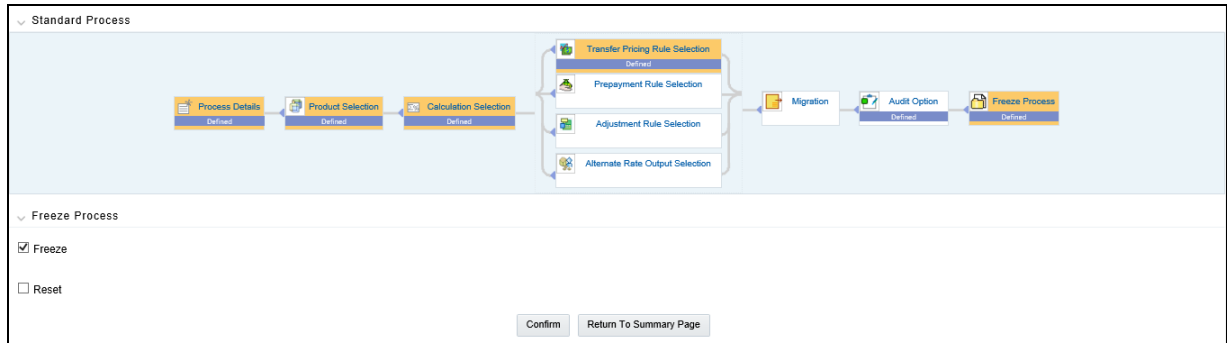 Standard Process
Transfer Pricing Rule Selection
Defined
Prepayment Rule Selection
Process Details
Defined
Product Selection
Defined
Calculation Selection
Defined
Adjustment Rule Selection
Alternate Rate Output Selection
Migration
Audit Option
Defined
Freeze Process
Defined
Freeze Process
Freeze
Reset
Confirm
Return To Summary Page